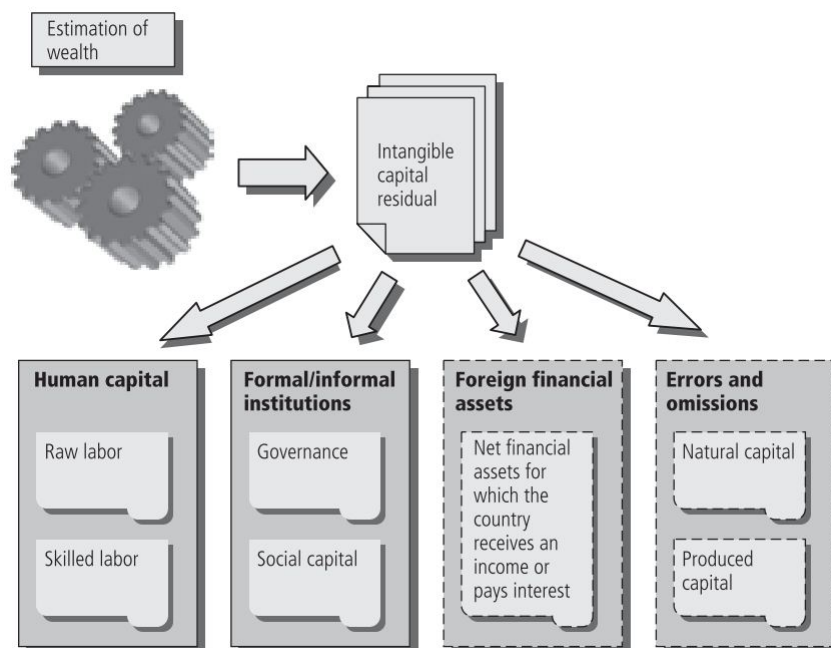 Estimation of
wealth
Intangible
capital
residual
Human capital
Raw labor
Skilled labor
Formal/informal
institutions
Governance
Social capital
Foreign financial
assets
Net financial
assets for
which the
country
receives an
income or
pays interest
Errors and
omissions
Natural capital
Produced
capital